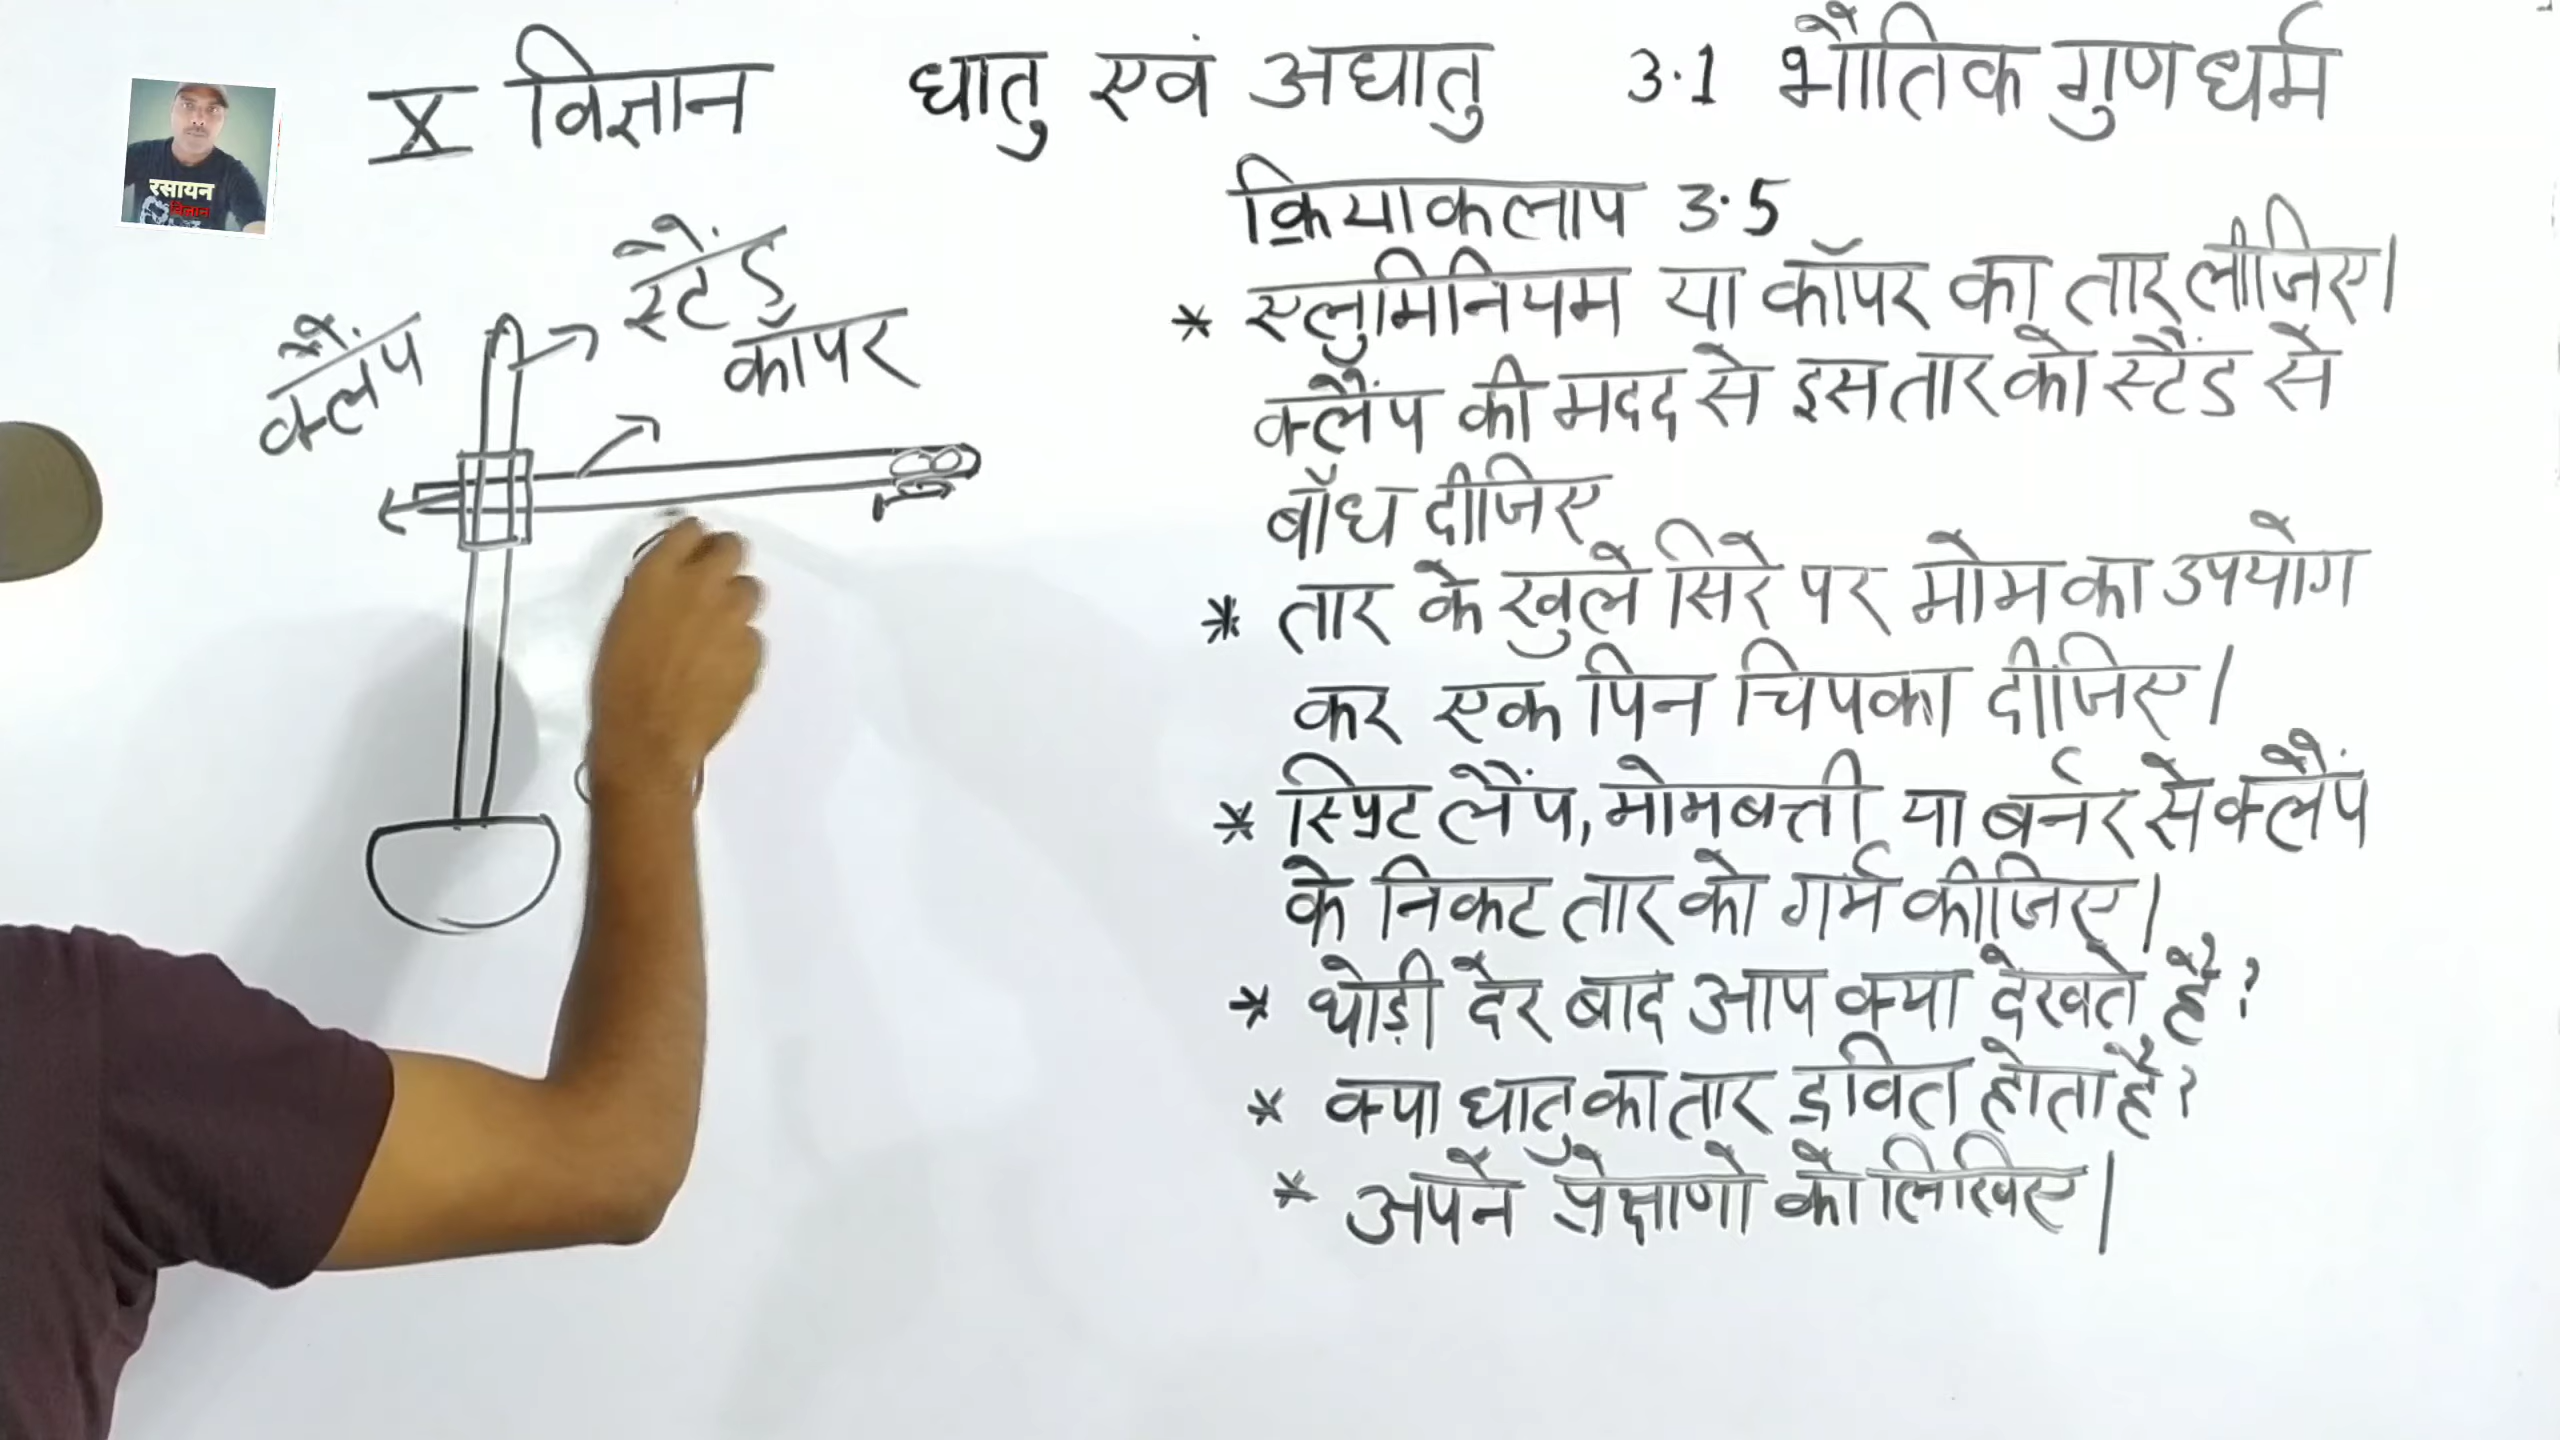 X विज्ञान धातु एवं अधातु 3.1 भौतिक गुणधर्म
रसायन
विज्ञान
स्टैंड
क्लैंप
कॉपर
क्रियाकलाप 3.5
* एलुमिनियम या कॉपर का तार लीजिए।
क्लैंप की मदद से इस तार को स्टैंड से
बाँध दीजिए
* तार के खुले सिरे पर मोम का उपयोग
कर एक पिन चिपका दीजिए।
* स्पिरिट लैंप, मोमबत्ती या बर्नर से क्लैंप
के निकट तार को गर्म कीजिए।
* थोड़ी देर बाद आप क्या देखते हैं?
* क्या धातु का तार द्रवित होता है?
* अपने प्रेक्षाणो को लिखिए।